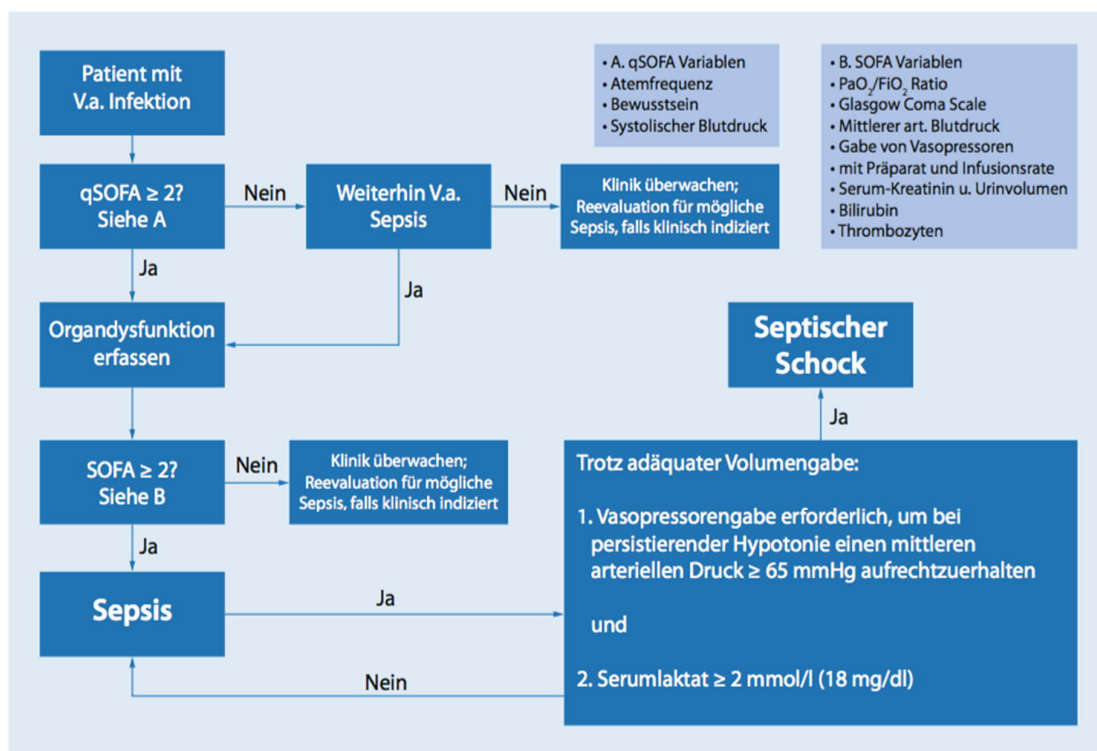 Patient mit
V.a. Infektion
• A. qSOFA Variablen
• Atemfrequenz
• Bewusstsein
• Systolischer Blutdruck
• B. SOFA Variablen
• PaO₂/FiO₂ Ratio
• Glasgow Coma Scale
• Mittlerer art. Blutdruck
• Gabe von Vasopressoren
• mit Präparat und Infusionsrate
• Serum-Kreatinin u. Urinvolumen
• Bilirubin
• Thrombozyten
qSOFA ≥ 2?
Siehe A
Nein
Weiterhin V.a.
Sepsis
Nein
Klinik überwachen;
Reevaluation für mögliche
Sepsis, falls klinisch indiziert
Ja
Ja
Organdysfunktion
erfassen
Septischer
Schock
Ja
SOFA ≥ 2?
Siehe B
Nein
Klinik überwachen;
Reevaluation für mögliche
Sepsis, falls klinisch indiziert
Ja
Sepsis
Ja
Trotz adäquater Volumengabe:
1. Vasopressorengabe erforderlich, um bei
persistierender Hypotonie einen mittleren
arteriellen Druck ≥ 65 mmHg aufrechtzuerhalten
und
2. Serumlaktat ≥ 2 mmol/l (18 mg/dl)
Nein